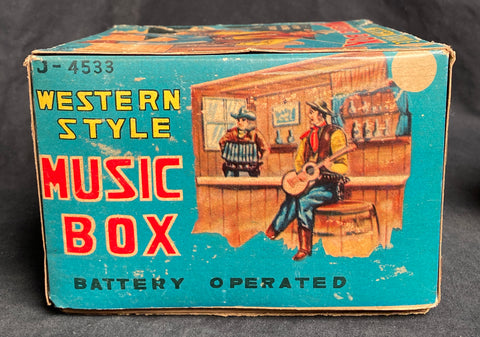 J-4533
WESTERN
STYLE
MUSIC
BOX
BATTERY OPERATED